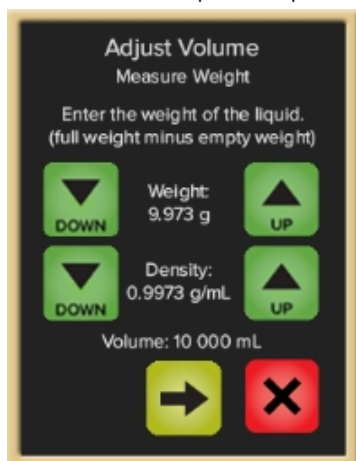 Adjust Volume
Measure Weight
Enter the weight of the liquid.
(full weight minus empty weight)
DOWN
Weight:
9.973 g
UP
DOWN
Density:
0.9973 g/mL
UP
Volume: 10 000 mL